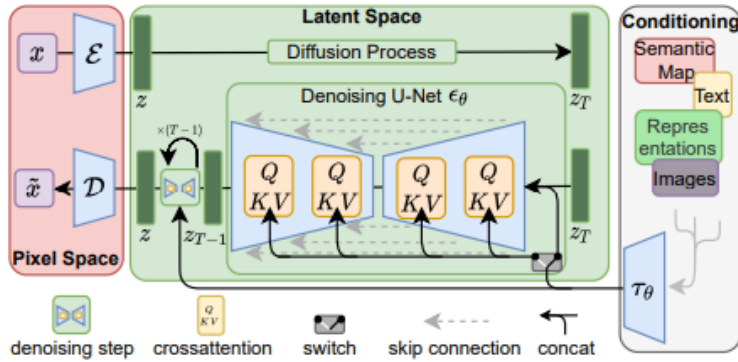 Latent Space
Conditioning
x
ℰ
z
Diffusion Process
z_T
Semantic
Map
Text
Repres
entations
Images
Denoising U-Net ϵ_θ
×(T−1)
Q
K V
Q
K V
Q
K V
Q
K V
x̃
𝒟
z
z_{T−1}
z_T
τ_θ
Pixel Space
Q
K V
denoising step
crossattention
switch
skip connection
concat